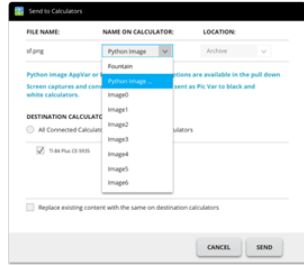 Send to Calculators
FILE NAME: NAME ON CALCULATOR: LOCATION:
sf.png Python image Archive
Fountain
Python image ...
Image0
Image1
Image2
Image3
Image4
Image5
Image6
Python image AppVar or ptions are available in the pull down
Screen captures and con sent as Pic Var to black and
white calculators.
DESTINATION CALCULATO
All Connected Calculat ulators
TI-84 Plus CE-5935
Replace existing content with the same on destination calculators
CANCEL SEND